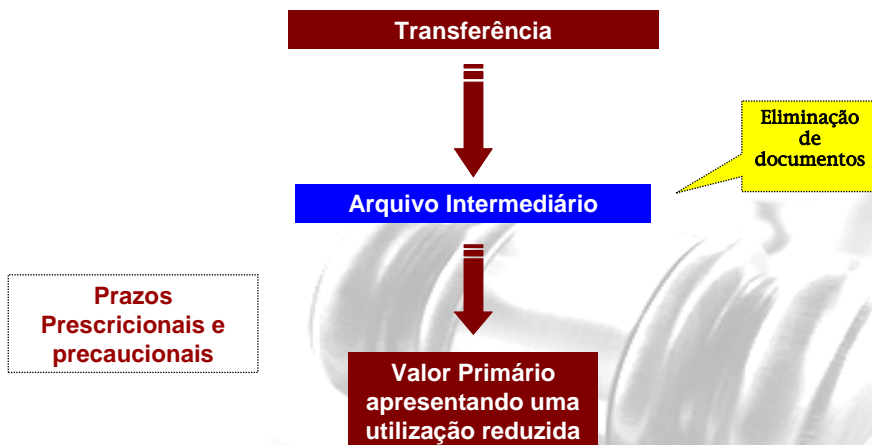 Transferência
Eliminação
de
documentos
Arquivo Intermediário
Prazos
Prescricionais e
precaucionais
Valor Primário
apresentando uma
utilização reduzida